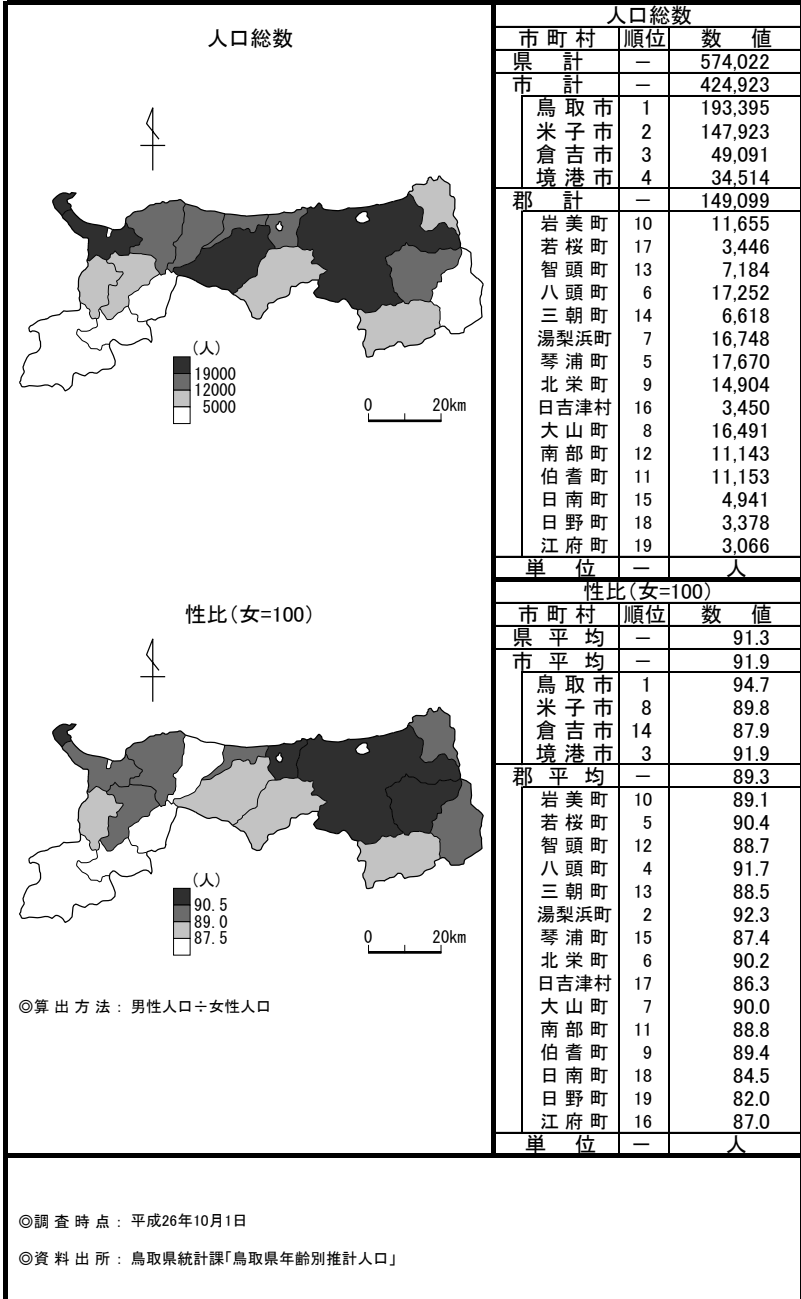 人口総数
(人)
19000
12000
5000
0 20km
人口総数
市町村 順位 数値
県計 － 574,022
市計 － 424,923
鳥取市 1 193,395
米子市 2 147,923
倉吉市 3 49,091
境港市 4 34,514
郡計 － 149,099
岩美町 10 11,655
若桜町 17 3,446
智頭町 13 7,184
八頭町 6 17,252
三朝町 14 6,618
湯梨浜町 7 16,748
琴浦町 5 17,670
北栄町 9 14,904
日吉津村 16 3,450
大山町 8 16,491
南部町 12 11,143
伯耆町 11 11,153
日南町 15 4,941
日野町 18 3,378
江府町 19 3,066
単位 － 人
性比(女=100)
(人)
90.5
89.0
87.5
0 20km
◎算出方法：男性人口÷女性人口
性比(女=100)
市町村 順位 数値
県平均 － 91.3
市平均 － 91.9
鳥取市 1 94.7
米子市 8 89.8
倉吉市 14 87.9
境港市 3 91.9
郡平均 － 89.3
岩美町 10 89.1
若桜町 5 90.4
智頭町 12 88.7
八頭町 4 91.7
三朝町 13 88.5
湯梨浜町 2 92.3
琴浦町 15 87.4
北栄町 6 90.2
日吉津村 17 86.3
大山町 7 90.0
南部町 11 88.8
伯耆町 9 89.4
日南町 18 84.5
日野町 19 82.0
江府町 16 87.0
単位 － 人
◎調査時点：平成26年10月1日
◎資料出所：鳥取県統計課「鳥取県年齢別推計人口」